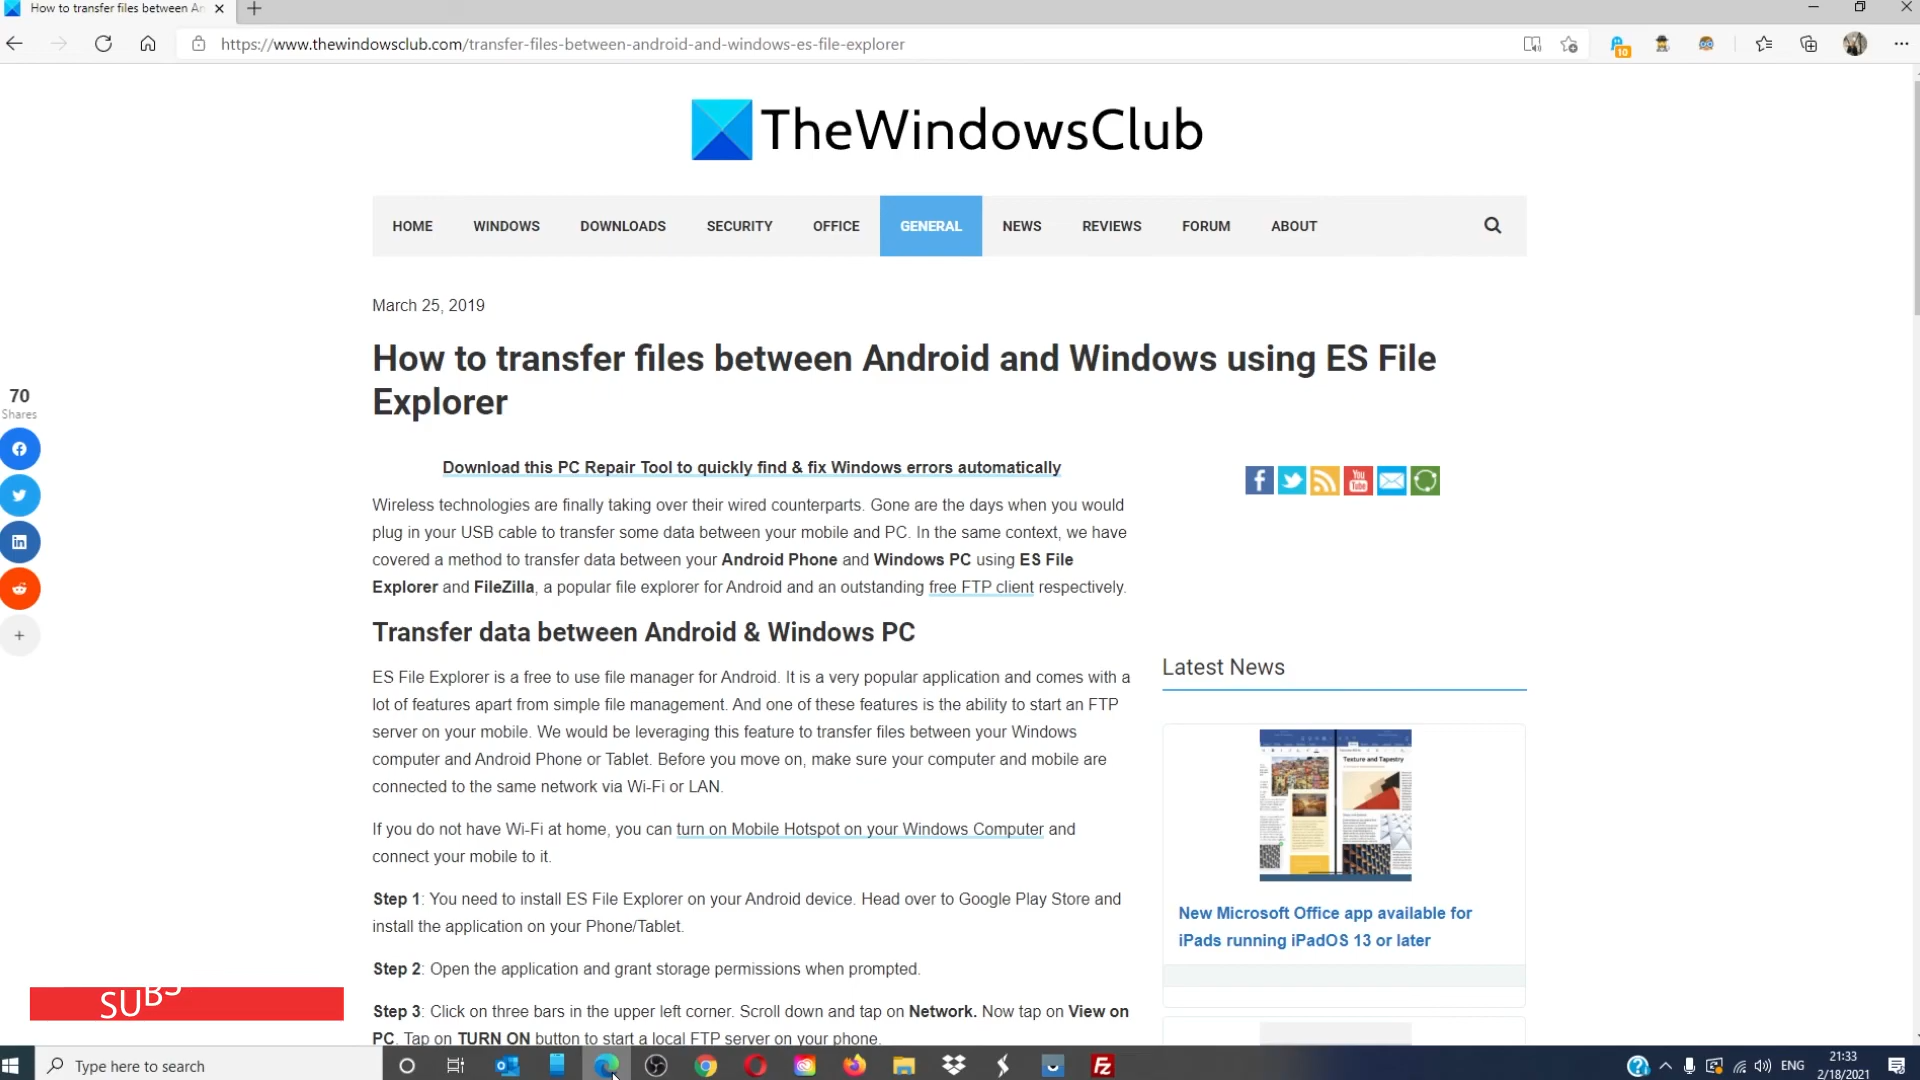 How to transfer files between An
https://www.thewindowsclub.com/transfer-files-between-android-and-windows-es-file-explorer
10
TheWindowsClub
HOME WINDOWS DOWNLOADS SECURITY OFFICE GENERAL NEWS REVIEWS FORUM ABOUT
March 25, 2019
How to transfer files between Android and Windows using ES File
Explorer
70
Shares
Download this PC Repair Tool to quickly find & fix Windows errors automatically
You
Tube
Wireless technologies are finally taking over their wired counterparts. Gone are the days when you would
plug in your USB cable to transfer some data between your mobile and PC. In the same context, we have
covered a method to transfer data between your Android Phone and Windows PC using ES File
Explorer and FileZilla, a popular file explorer for Android and an outstanding free FTP client respectively.
Transfer data between Android & Windows PC
ES File Explorer is a free to use file manager for Android. It is a very popular application and comes with a
lot of features apart from simple file management. And one of these features is the ability to start an FTP
server on your mobile. We would be leveraging this feature to transfer files between your Windows
computer and Android Phone or Tablet. Before you move on, make sure your computer and mobile are
connected to the same network via Wi-Fi or LAN.
If you do not have Wi-Fi at home, you can turn on Mobile Hotspot on your Windows Computer and
connect your mobile to it.
Step 1: You need to install ES File Explorer on your Android device. Head over to Google Play Store and
install the application on your Phone/Tablet.
Step 2: Open the application and grant storage permissions when prompted.
Step 3: Click on three bars in the upper left corner. Scroll down and tap on Network. Now tap on View on
PC. Tap on TURN ON button to start a local FTP server on your phone.
Latest News
Texture and Tapestry
New Microsoft Office app available for
iPads running iPadOS 13 or later
SUBS
Type here to search
ENG
21:33
2/18/2021